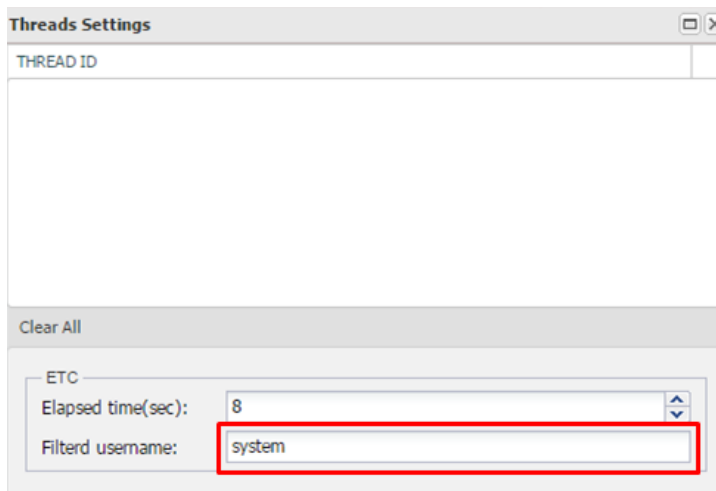 Threads Settings
THREAD ID
Clear All
ETC
Elapsed time(sec): 8
Filterd username: system